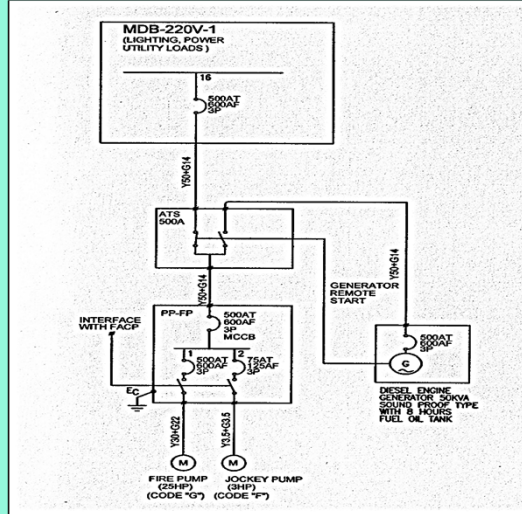 MDB-220V-1
(LIGHTING, POWER
UTILITY LOADS )
16
500AT
600AF
3P
Y50+G14
ATS
500A
Y50+G14
Y50+G14
GENERATOR
REMOTE
START
PP-FP
500AT
600AF
3P
MCCB
INTERFACE
WITH FACP
1
500AT
600AF
3P
2
75AT
125AF
3P
500AT
600AF
3P
G
EC
DIESEL ENGINE
GENERATOR 50KVA
SOUND PROOF TYPE
WITH 8 HOURS
FUEL OIL TANK
Y30+G22
Y3.5+G3.5
M
M
FIRE PUMP
(25HP)
(CODE "G")
JOCKEY PUMP
(3HP)
(CODE "F")